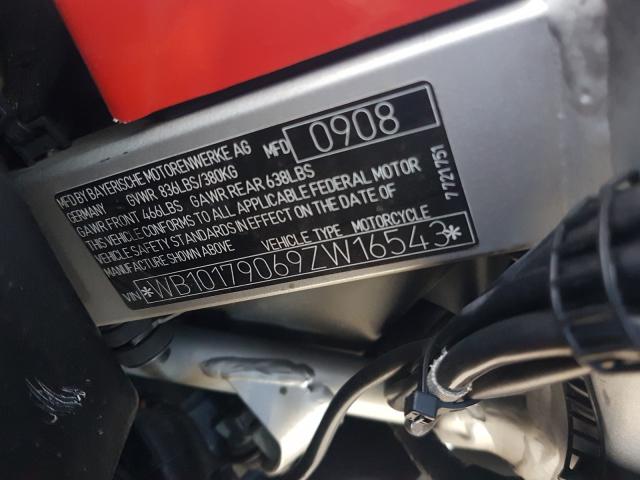 MFD BY BAYERISCHE MOTORENWERKE AG MFD 0908
GERMANY GVWR 836LBS/380KG
GAWR FRONT 466LBS GAWR REAR 638LBS
THIS VEHICLE CONFORMS TO ALL APPLICABLE FEDERAL MOTOR
VEHICLE SAFETY STANDARDS IN EFFECT ON THE DATE OF
MANUFACTURE SHOWN ABOVE VEHICLE TYPE MOTORCYCLE
VIN *WB10179069ZW16543*
7721751